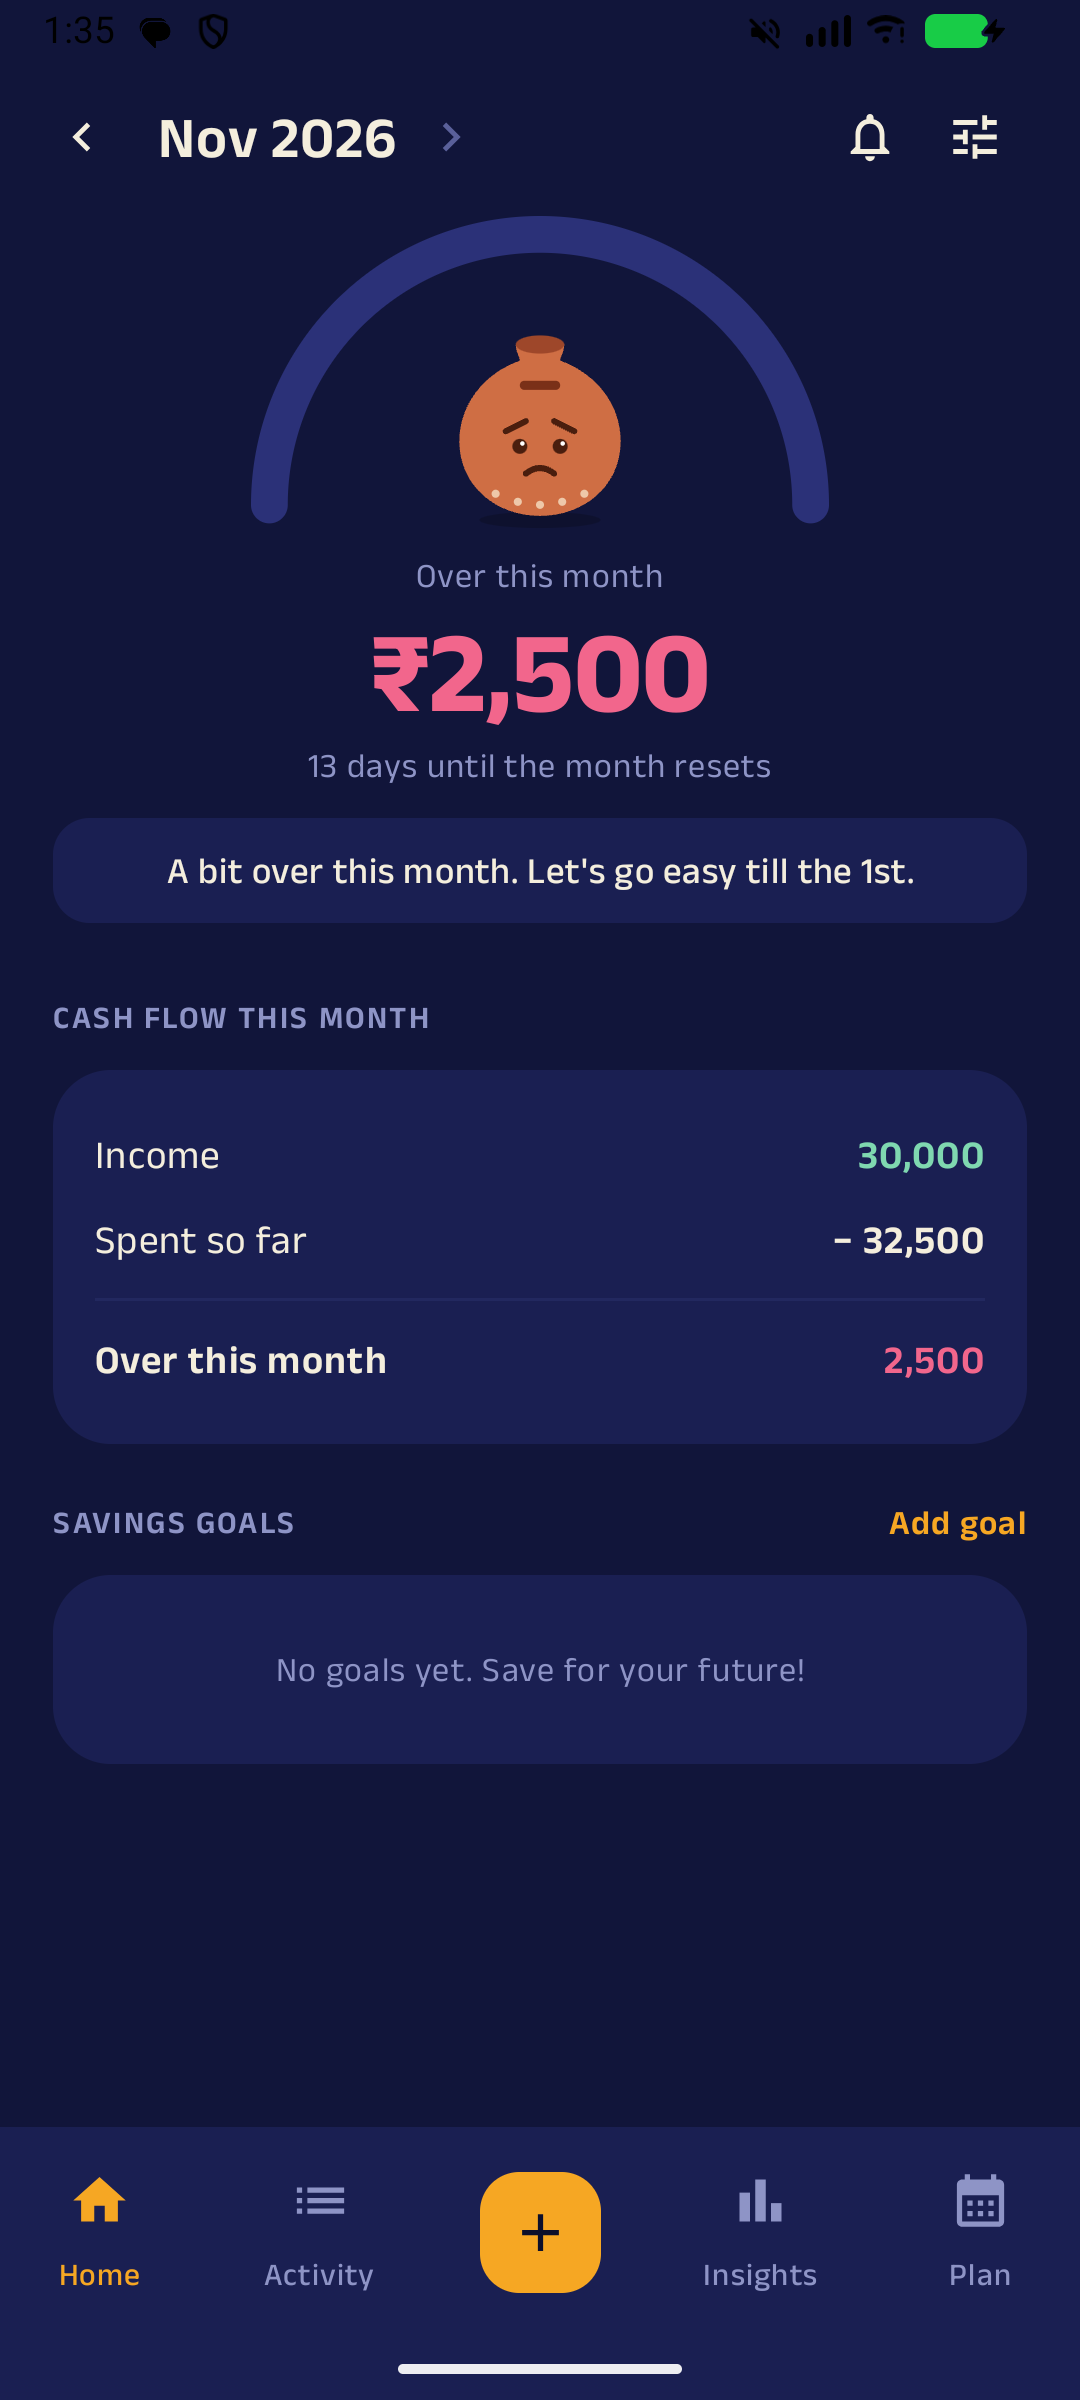 1:35
Nov 2026
Over this month
₹2,500
13 days until the month resets
A bit over this month. Let's go easy till the 1st.
CASH FLOW THIS MONTH
Income 30,000
Spent so far − 32,500
Over this month 2,500
SAVINGS GOALS Add goal
No goals yet. Save for your future!
Home Activity + Insights Plan